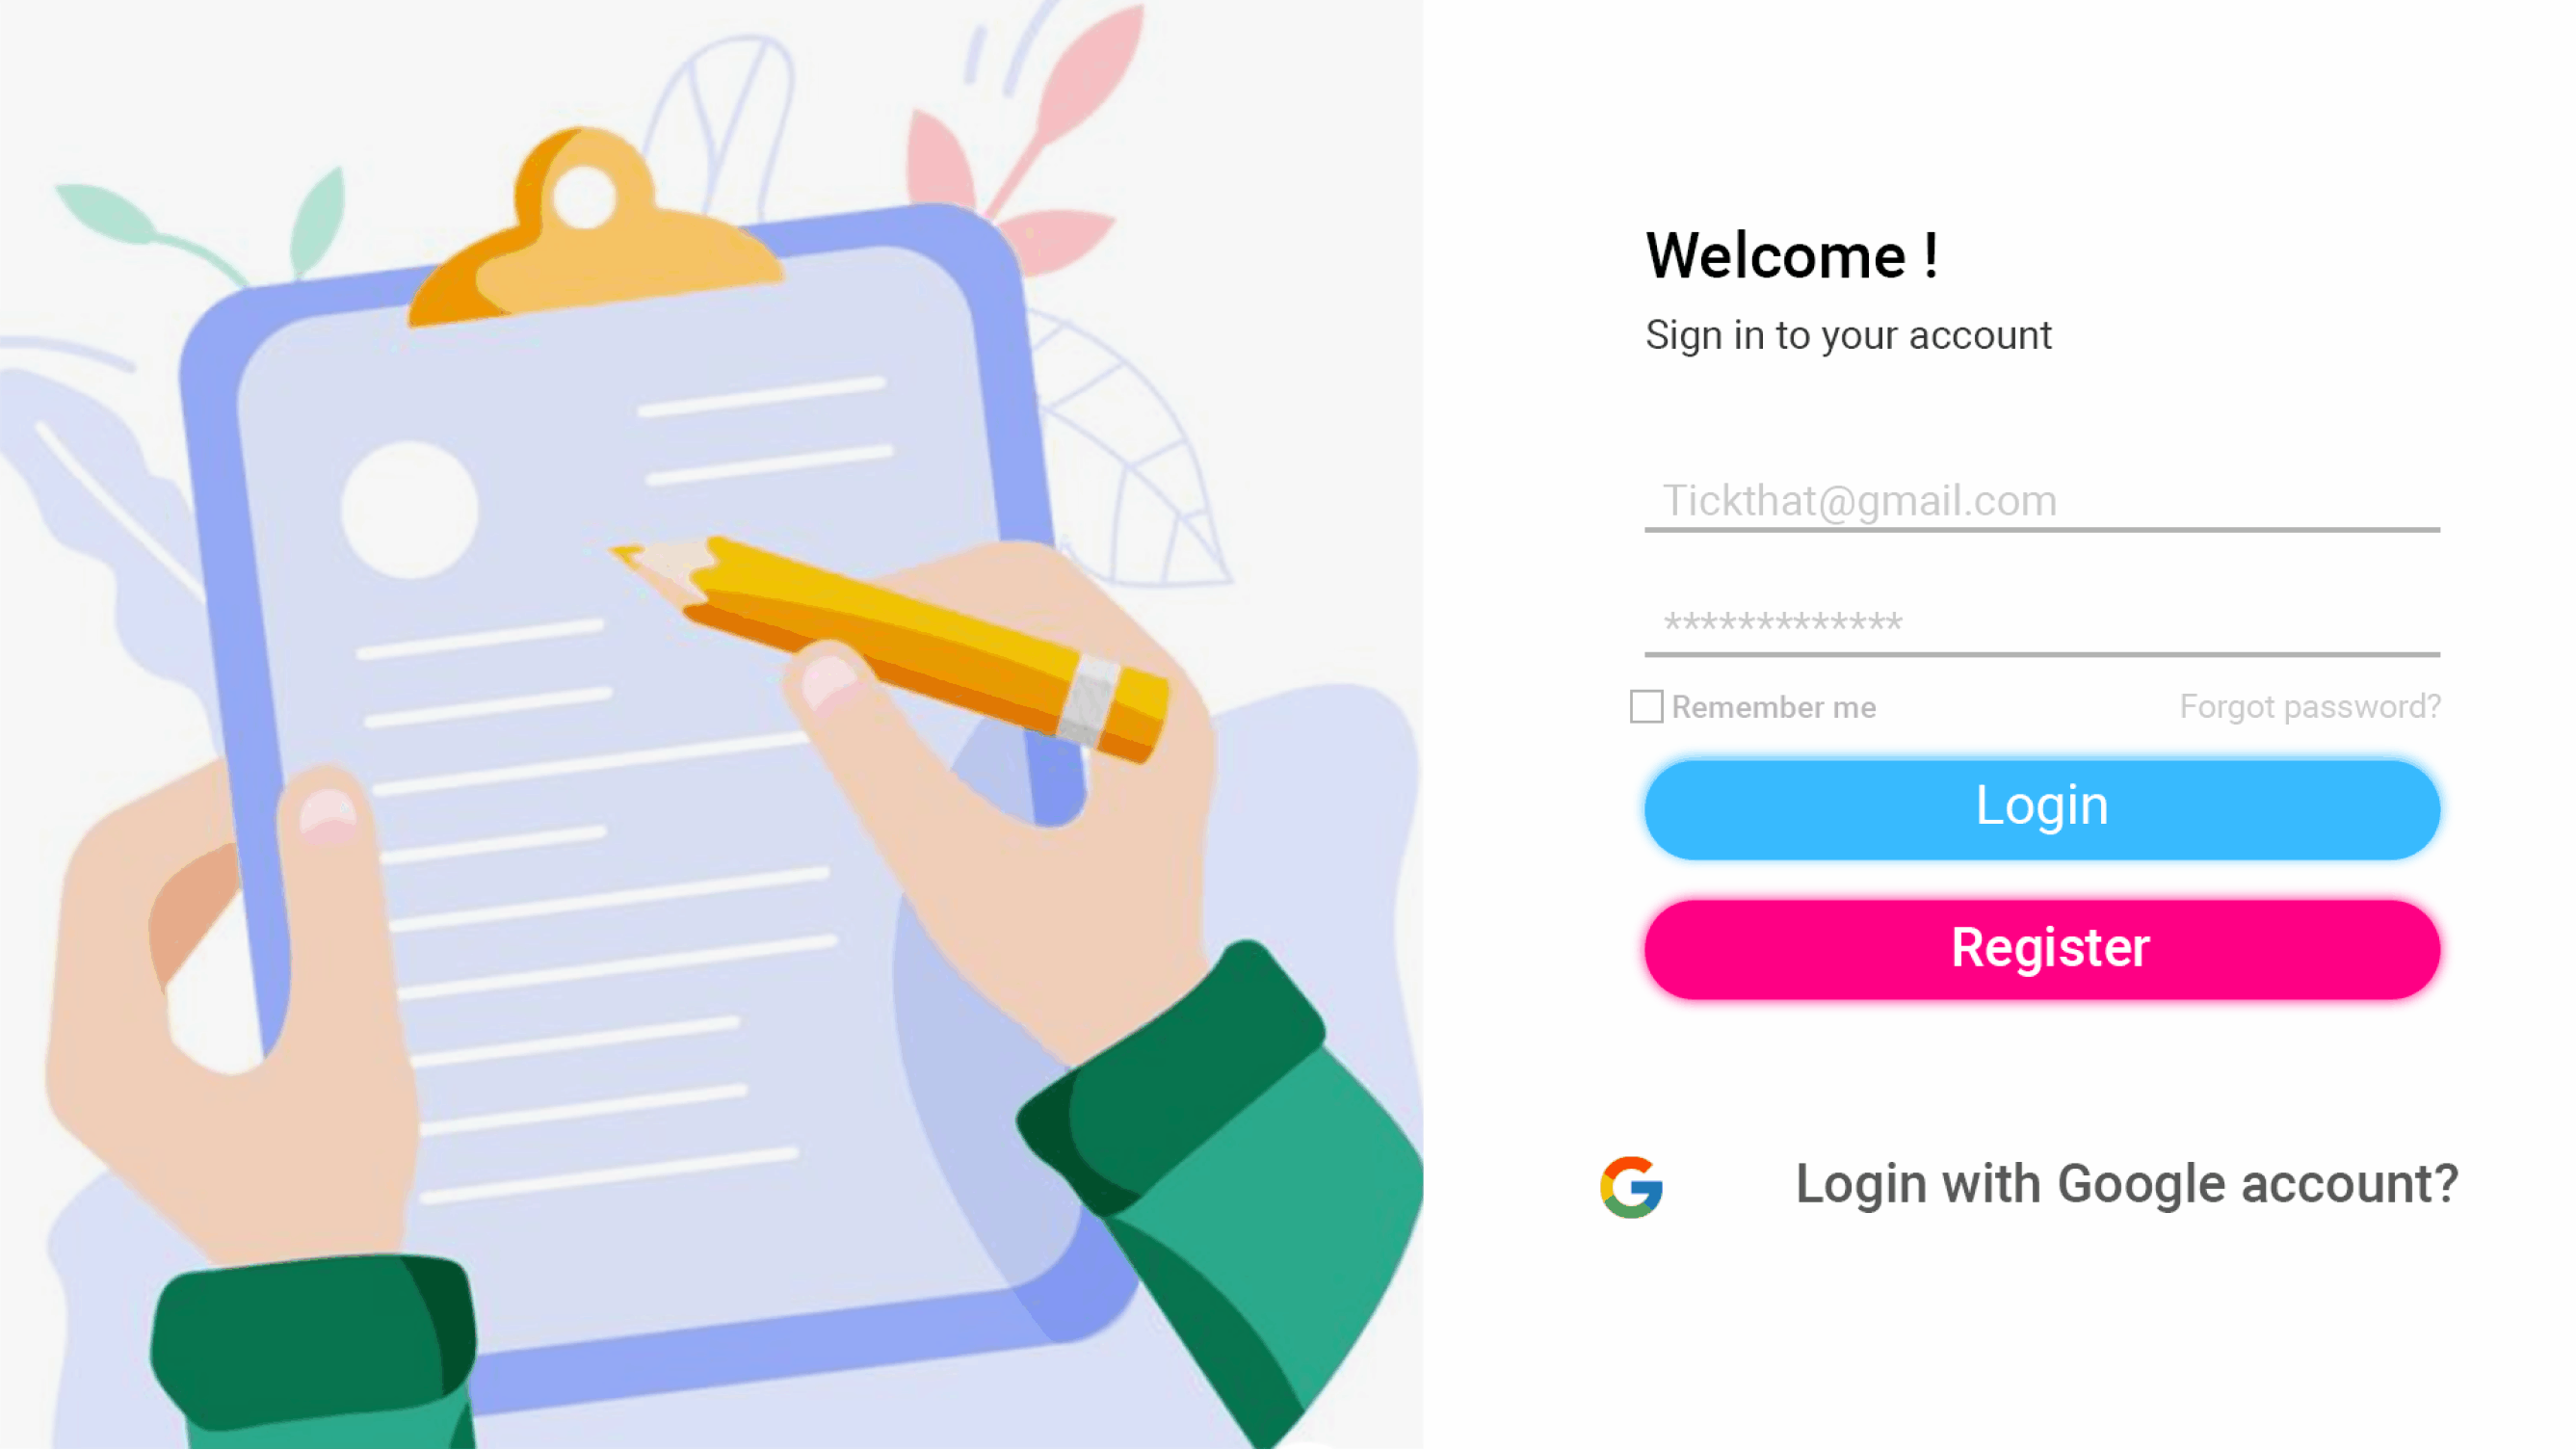 Welcome !
Sign in to your account
Tickthat@gmail.com
*************
Remember me
Forgot password?
Login
Register
Login with Google account?